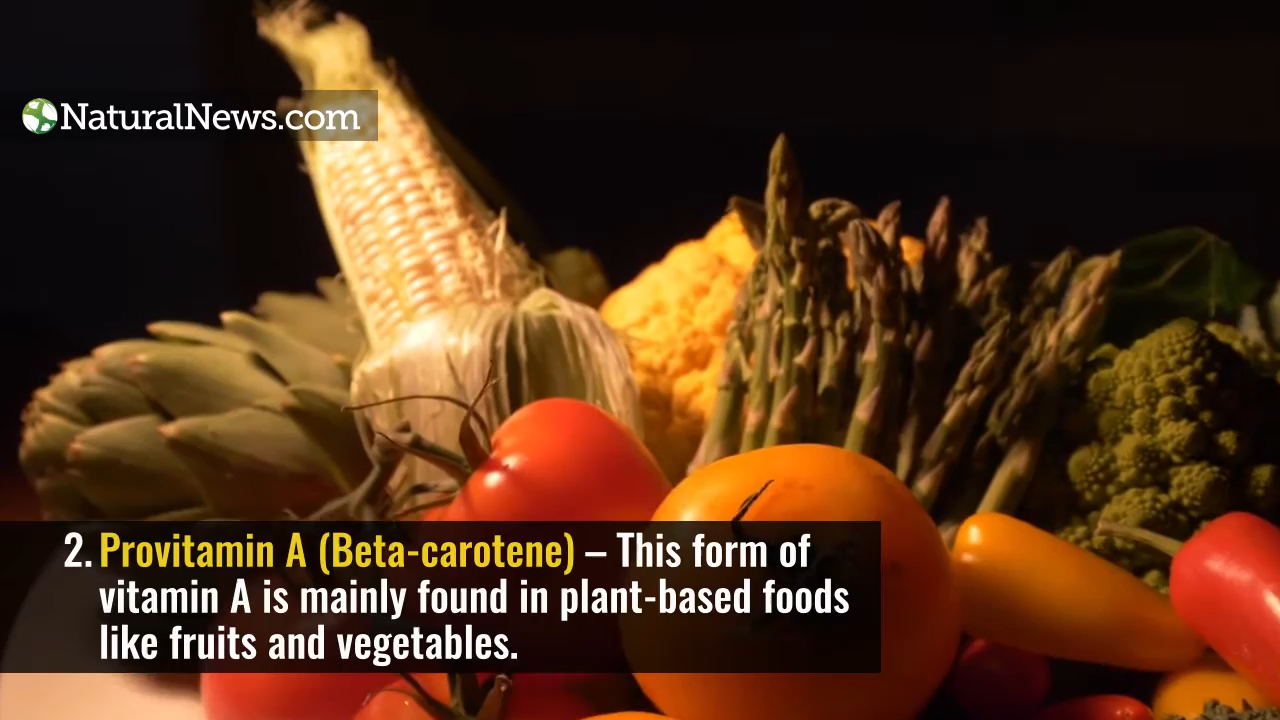 NaturalNews.com
2. Provitamin A (Beta-carotene) – This form of
vitamin A is mainly found in plant-based foods
like fruits and vegetables.